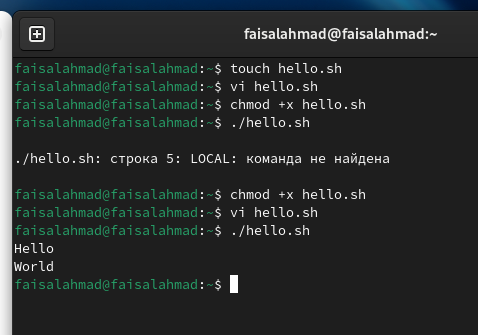 faisalahmad@faisalahmad:~
faisalahmad@faisalahmad:~$ touch hello.sh
faisalahmad@faisalahmad:~$ vi hello.sh
faisalahmad@faisalahmad:~$ chmod +x hello.sh
faisalahmad@faisalahmad:~$ ./hello.sh
./hello.sh: строка 5: LOCAL: команда не найдена
faisalahmad@faisalahmad:~$ chmod +x hello.sh
faisalahmad@faisalahmad:~$ vi hello.sh
faisalahmad@faisalahmad:~$ ./hello.sh
Hello
World
faisalahmad@faisalahmad:~$